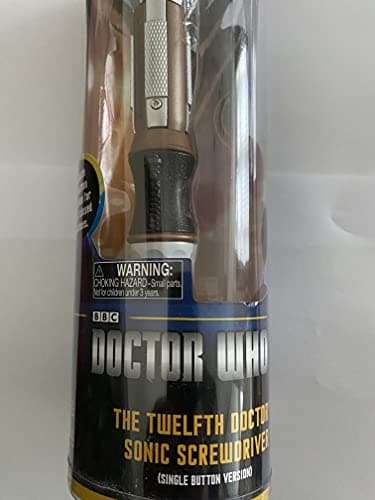 WARNING:
CHOKING HAZARD-Small parts.
Not for children under 3 years.
BBC
DOCTOR WHO
THE TWELFTH DOCTOR
SONIC SCREWDRIVER
(SINGLE BUTTON VERSION)